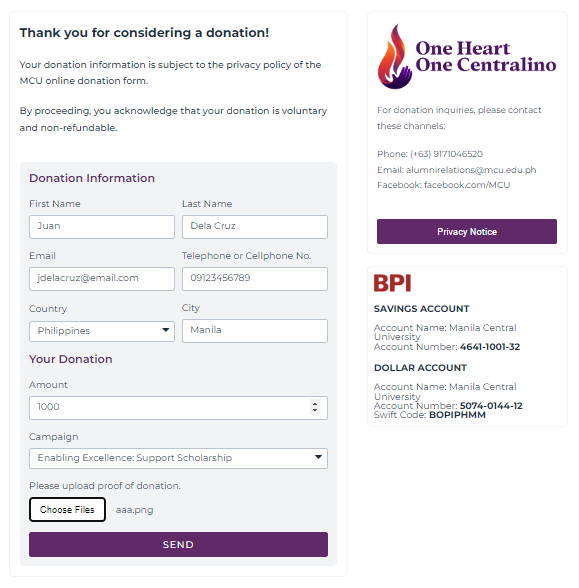 Thank you for considering a donation!
Your donation information is subject to the privacy policy of the
MCU online donation form.
By proceeding, you acknowledge that your donation is voluntary
and non-refundable.
Donation Information
First Name
Last Name
Juan
Dela Cruz
Email
Telephone or Cellphone No.
jdelacruz@email.com
09123456789
Country
City
Philippines
Manila
Your Donation
Amount
1000
Campaign
Enabling Excellence: Support Scholarship
Please upload proof of donation.
Choose Files
aaa.png
SEND
One Heart
One Centralino
For donation inquiries, please contact
these channels:
Phone: (+63) 9171046520
Email: alumnirelations@mcu.edu.ph
Facebook: facebook.com/MCU
Privacy Notice
BPI
SAVINGS ACCOUNT
Account Name: Manila Central
University
Account Number: 4641-1001-32
DOLLAR ACCOUNT
Account Name: Manila Central
University
Account Number: 5074-0144-12
Swift Code: BOPIPHMM